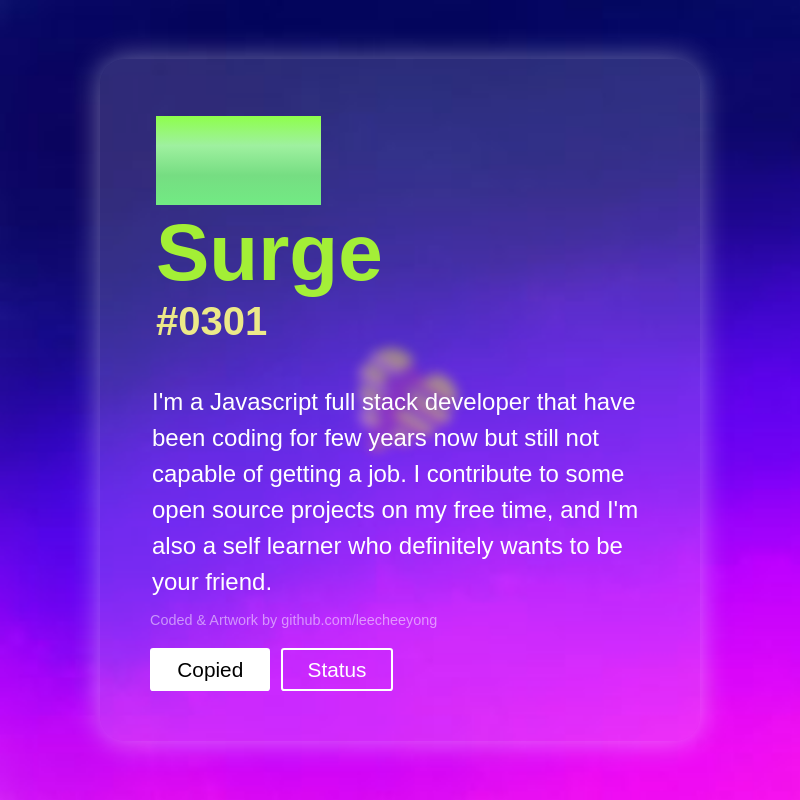 Surge
#0301
I'm a Javascript full stack developer that have
been coding for few years now but still not
capable of getting a job. I contribute to some
open source projects on my free time, and I'm
also a self learner who definitely wants to be
your friend.
Coded & Artwork by github.com/leecheeyong
Copied Status